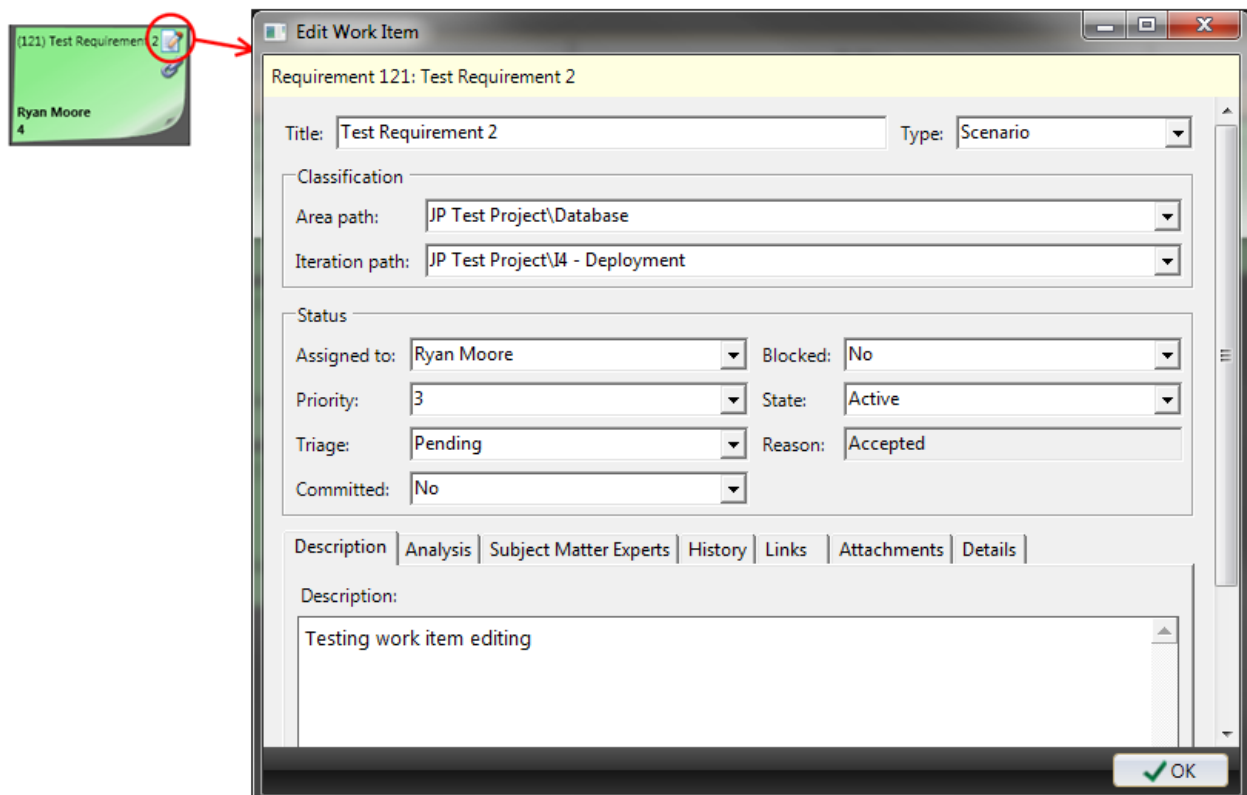 (121) Test Requirement 2
Ryan Moore
4
Edit Work Item
Requirement 121: Test Requirement 2
Title: Test Requirement 2 Type: Scenario
Classification
Area path: JP Test Project\Database
Iteration path: JP Test Project\I4 - Deployment
Status
Assigned to: Ryan Moore Blocked: No
Priority: 3 State: Active
Triage: Pending Reason: Accepted
Committed: No
Description Analysis Subject Matter Experts History Links Attachments Details
Description:
Testing work item editing
OK